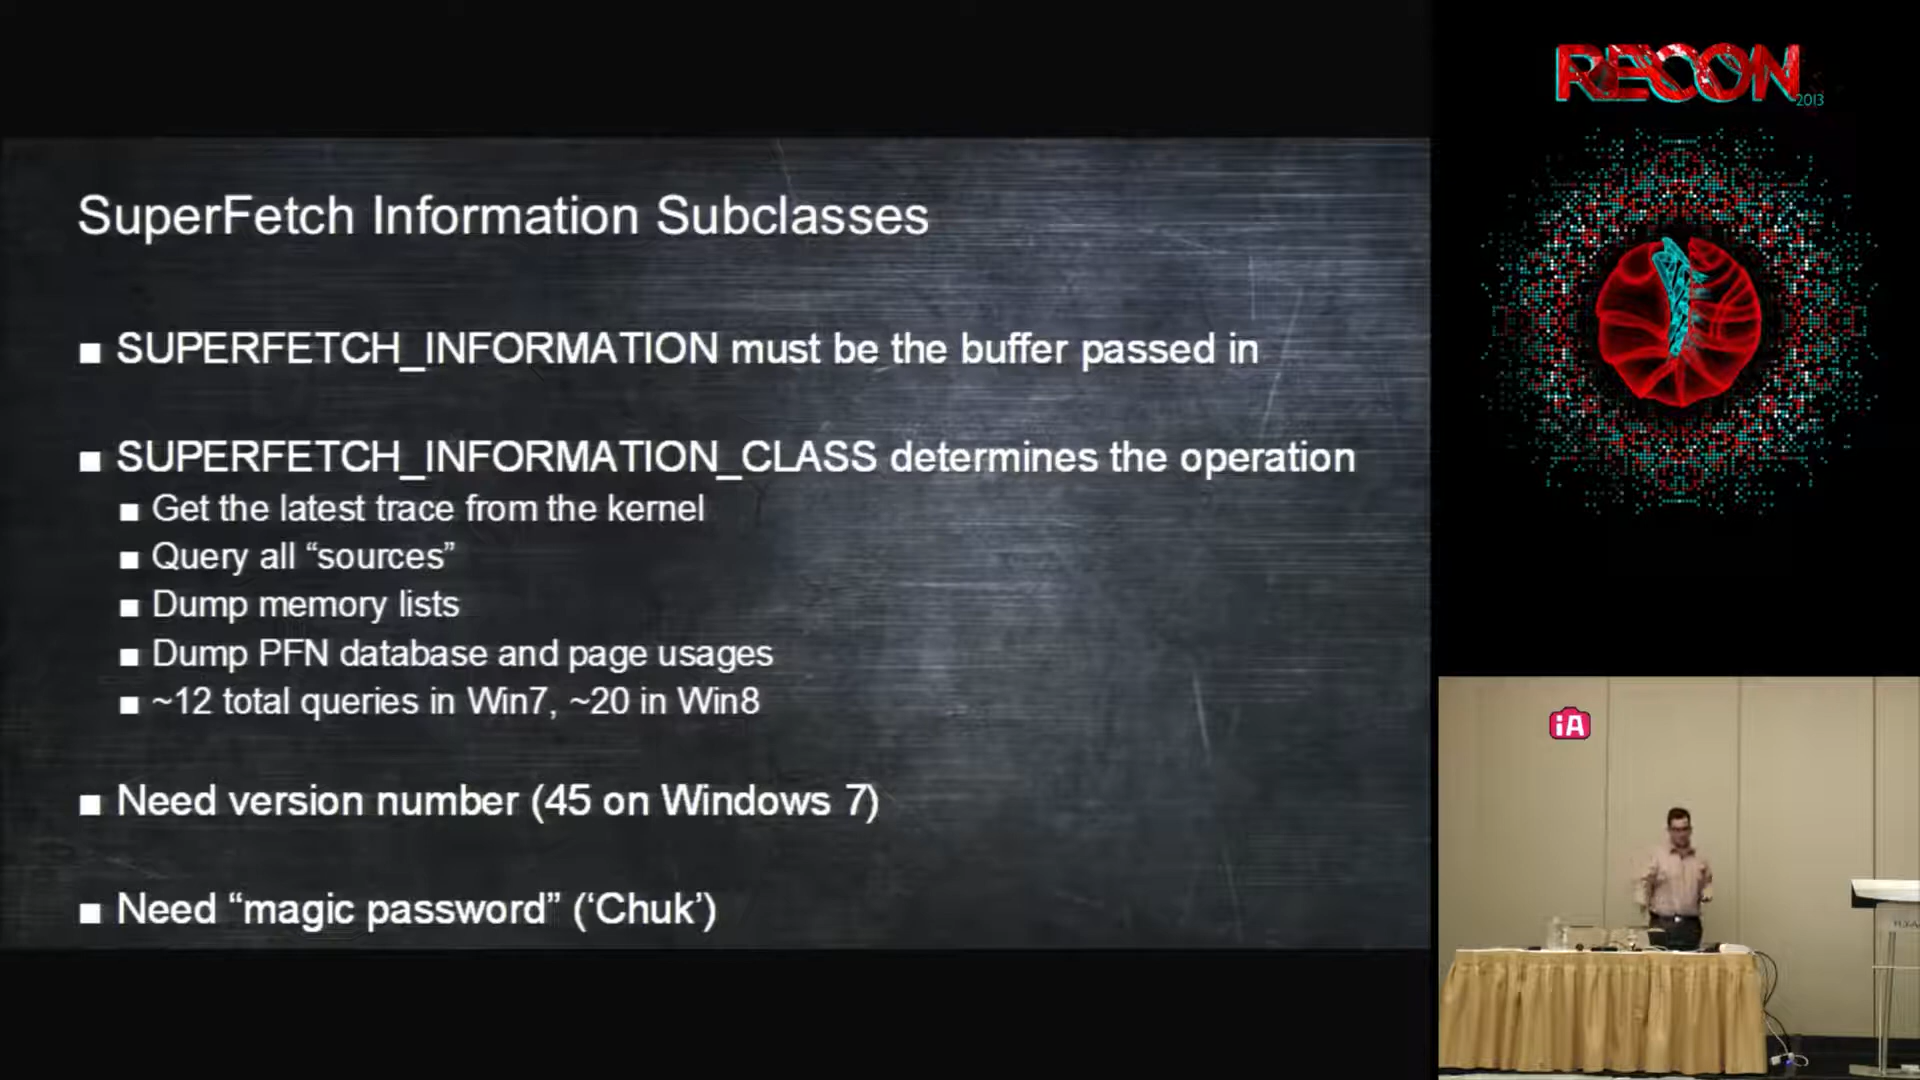 SuperFetch Information Subclasses
SUPERFETCH_INFORMATION must be the buffer passed in
SUPERFETCH_INFORMATION_CLASS determines the operation
Get the latest trace from the kernel
Query all “sources”
Dump memory lists
Dump PFN database and page usages
~12 total queries in Win7, ~20 in Win8
Need version number (45 on Windows 7)
Need “magic password” (‘Chuk’)
RECON
2013
iA